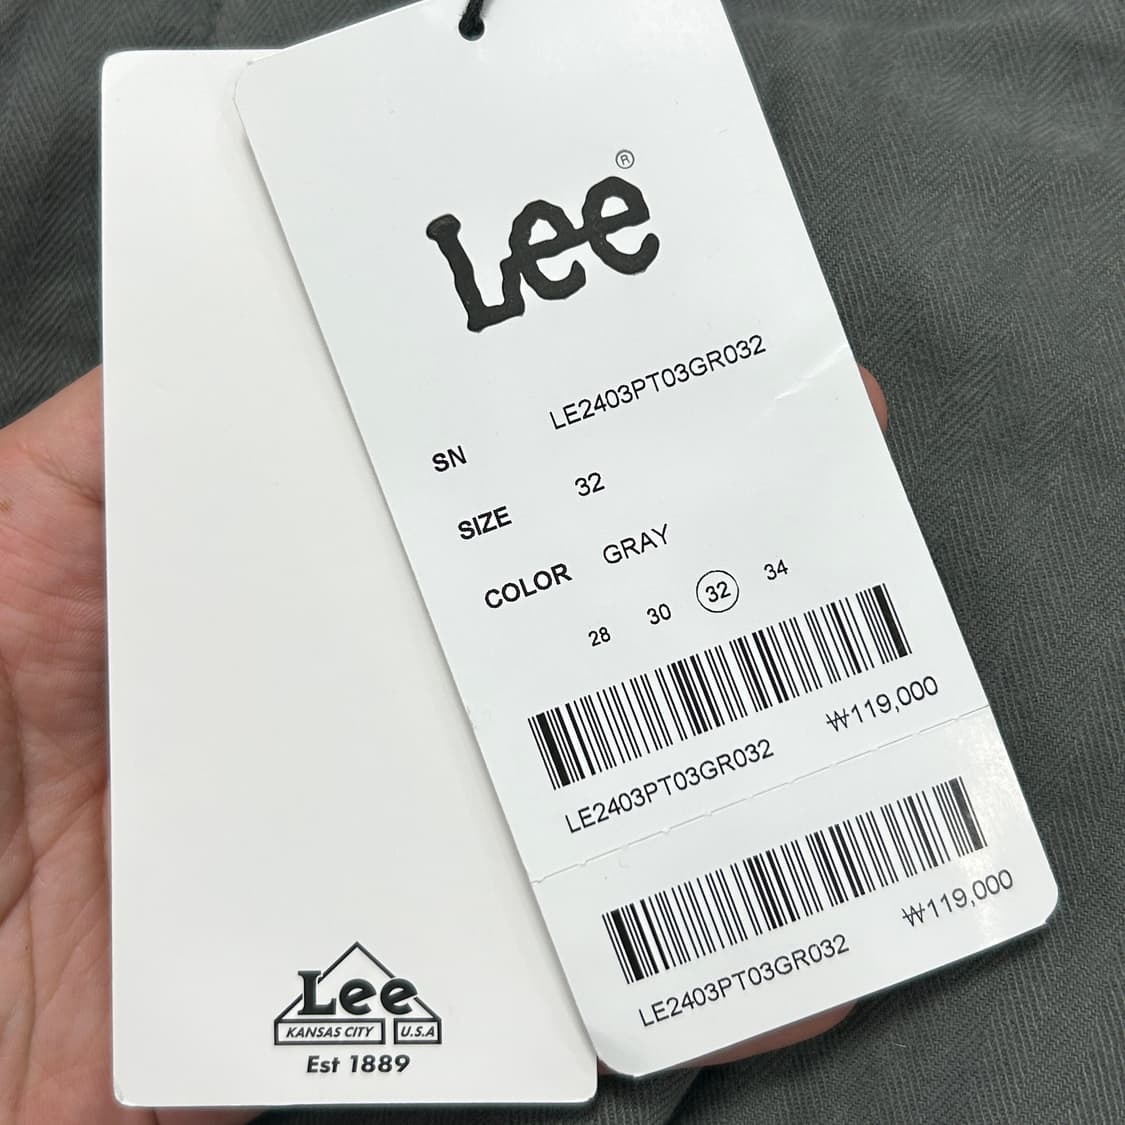 Lee®
SN LE2403PT03GR032
SIZE 32
COLOR GRAY
28 30 32 34
LE2403PT03GR032 ₩119,000
LE2403PT03GR032 ₩119,000
Lee
KANSAS CITY U.S.A
Est 1889